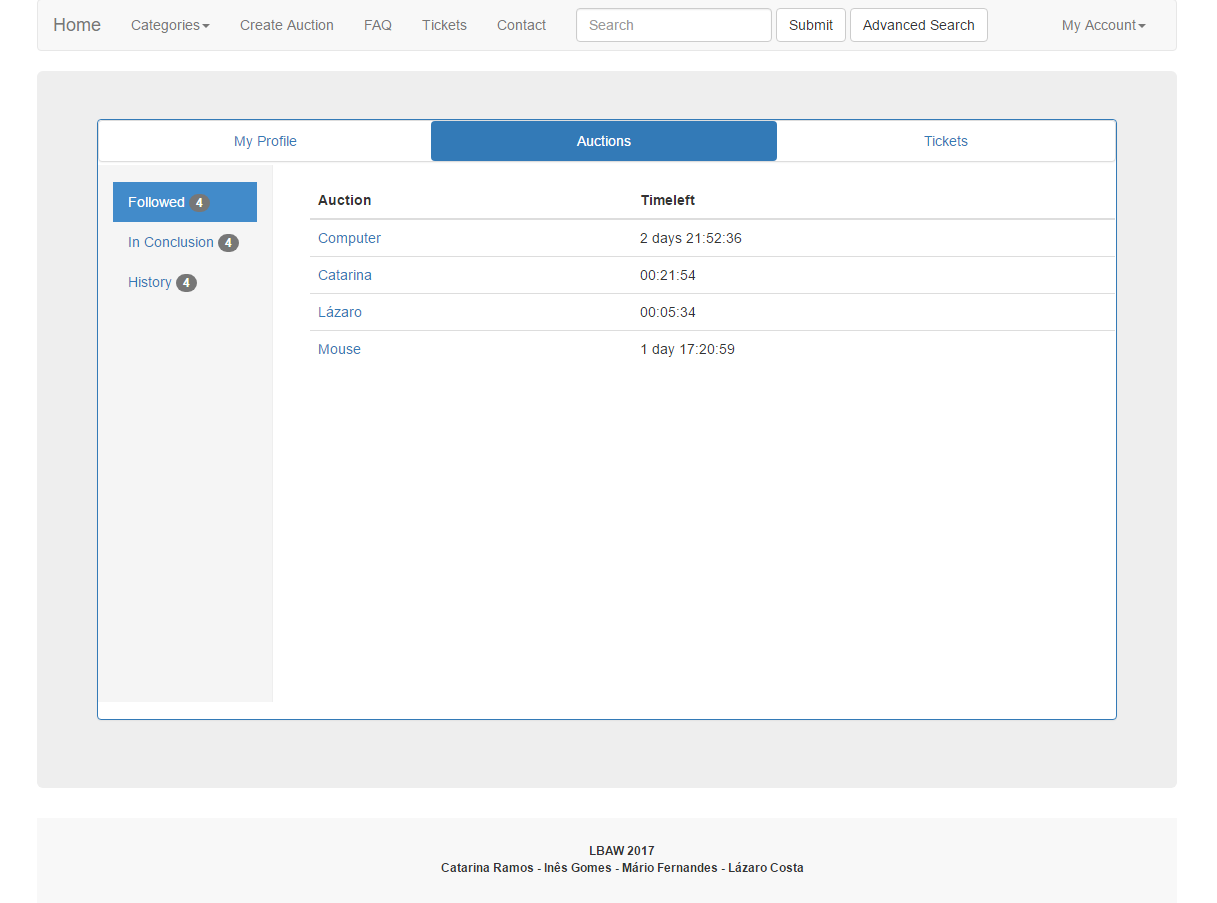 Home Categories Create Auction FAQ Tickets Contact Search Submit Advanced Search My Account
My Profile Auctions Tickets
Followed 4
In Conclusion 4
History 4
Auction Timeleft
Computer 2 days 21:52:36
Catarina 00:21:54
Lázaro 00:05:34
Mouse 1 day 17:20:59
LBAW 2017
Catarina Ramos - Inês Gomes - Mário Fernandes - Lázaro Costa